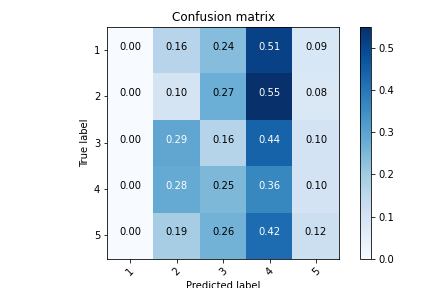 Confusion matrix
1 0.00 0.16 0.24 0.51 0.09
2 0.00 0.10 0.27 0.55 0.08
3 0.00 0.29 0.16 0.44 0.10
4 0.00 0.28 0.25 0.36 0.10
5 0.00 0.19 0.26 0.42 0.12
1 2 3 4 5
True label
Predicted label
0.5
0.4
0.3
0.2
0.1
0.0